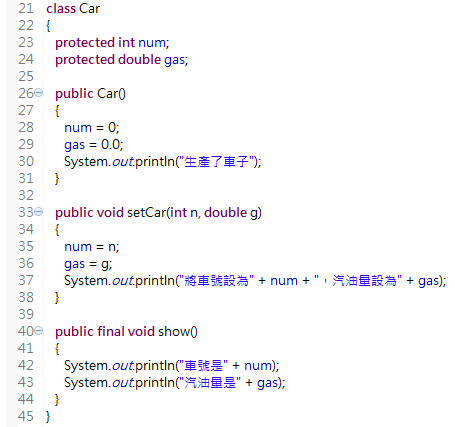 21 class Car
22 {
23 protected int num;
24 protected double gas;
25
26 public Car()
27 {
28 num = 0;
29 gas = 0.0;
30 System.out.println("生產了車子");
31 }
32
33 public void setCar(int n, double g)
34 {
35 num = n;
36 gas = g;
37 System.out.println("將車號設為" + num + "，汽油量設為" + gas);
38 }
39
40 public final void show()
41 {
42 System.out.println("車號是" + num);
43 System.out.println("汽油量是" + gas);
44 }
45 }